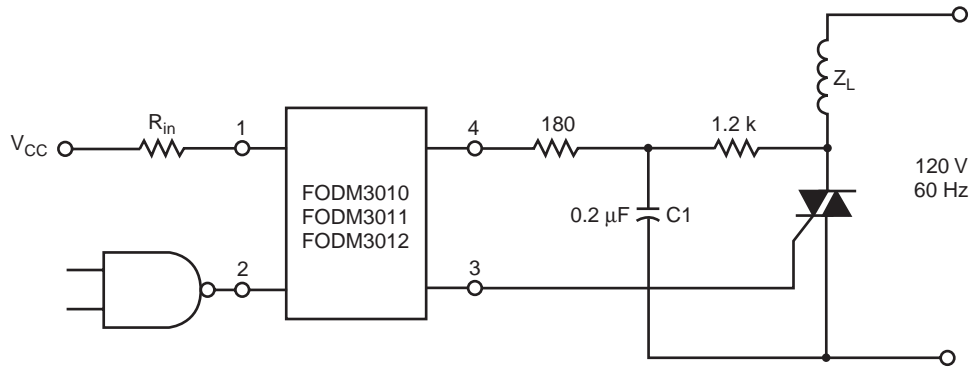 V_CC
R_in
1
FODM3010
FODM3011
FODM3012
2
4
180
1.2 k
Z_L
0.2 μF
C1
3
120 V
60 Hz